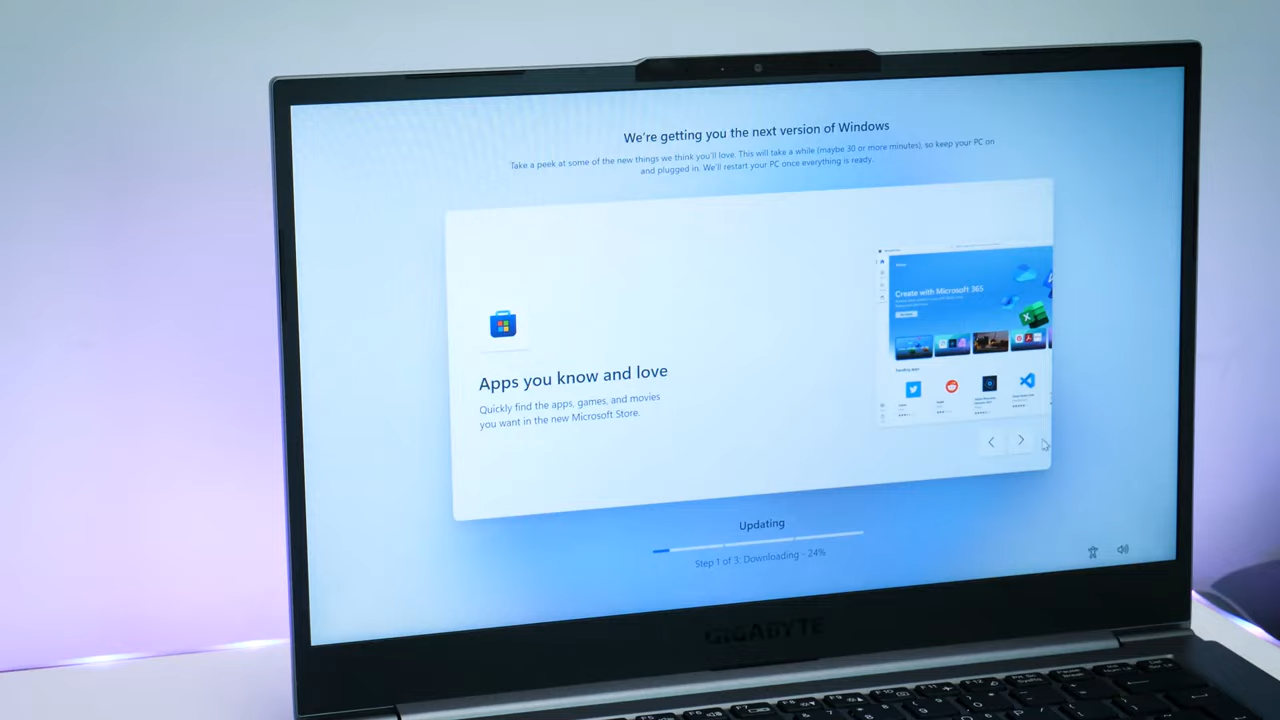 We're getting you the next version of Windows
Take a peek at some of the new things we think you'll love. This will take a while (maybe 30 or more minutes), so keep your PC on
and plugged in. We'll restart your PC once everything is ready.
Create with Microsoft 365
Apps you know and love
Quickly find the apps, games, and movies
you want in the new Microsoft Store.
Updating
Step 1 of 3: Downloading - 24%
GIGABYTE